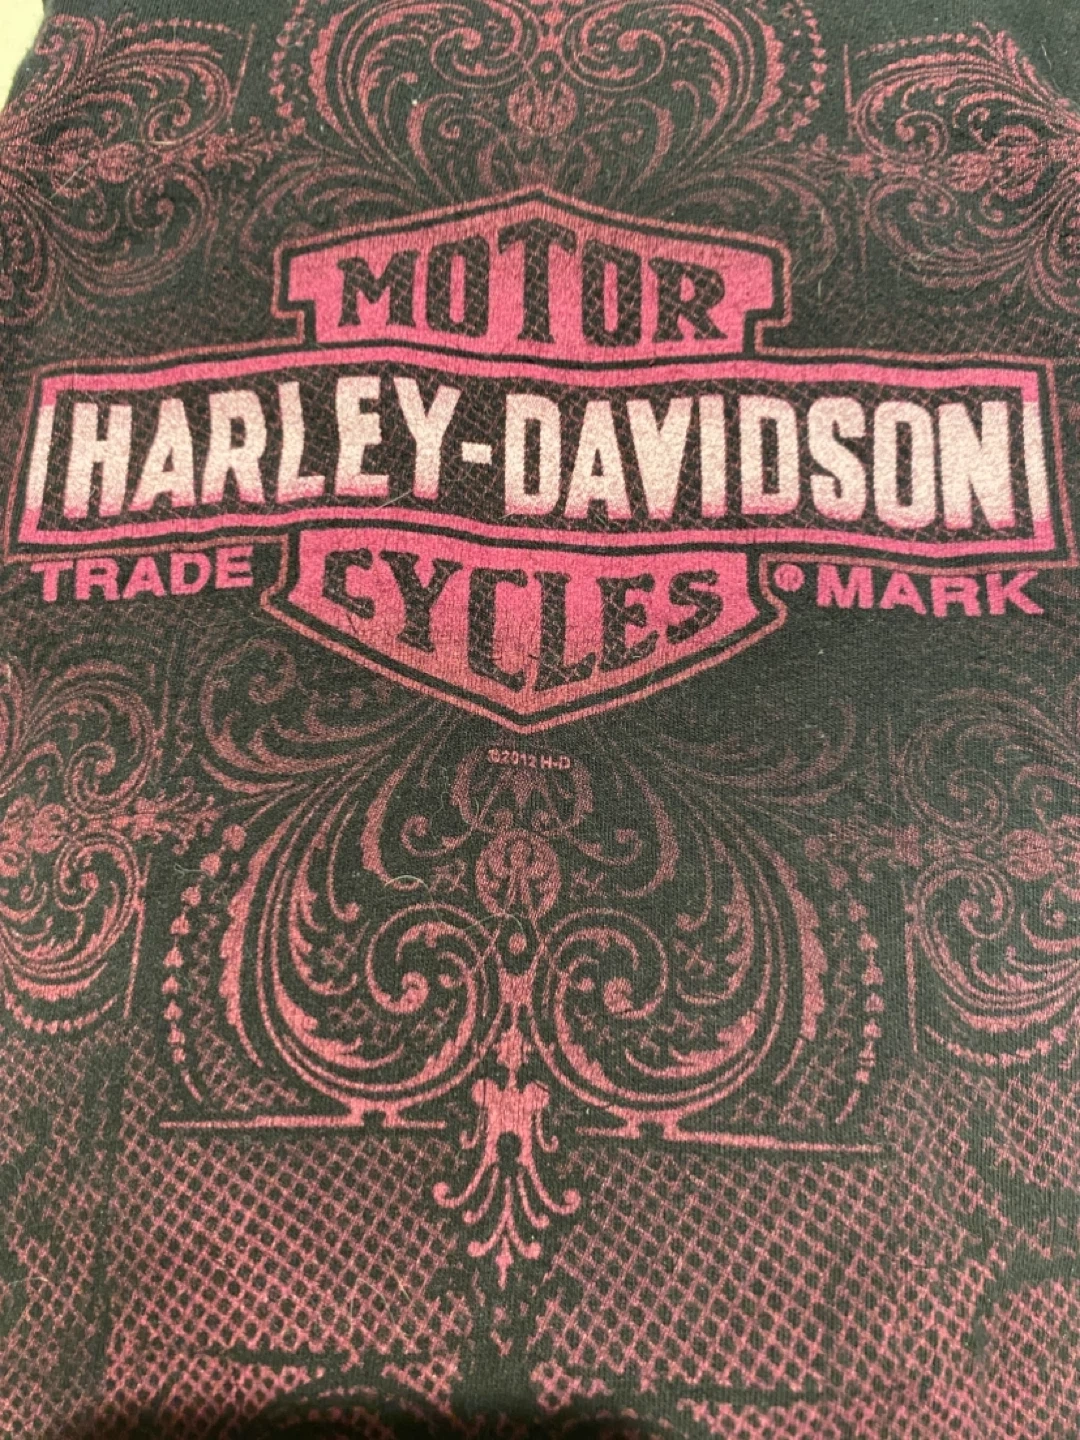 MOTOR
HARLEY-DAVIDSON
TRADE ® MARK
CYCLES
©2012 H-D